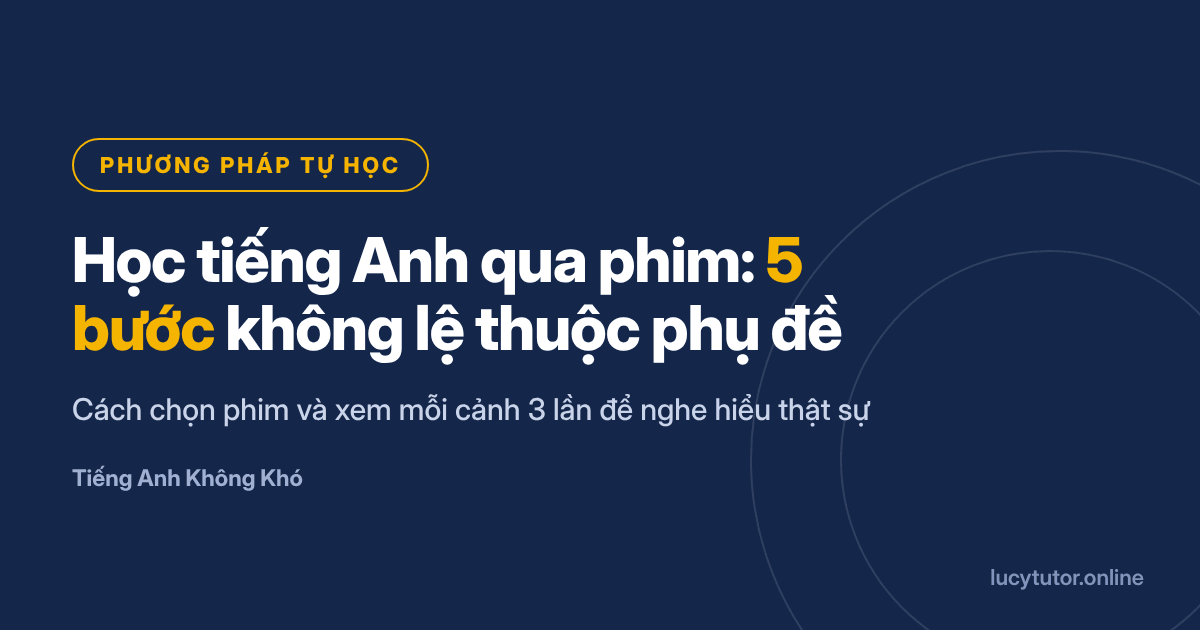 PHƯƠNG PHÁP TỰ HỌC
Học tiếng Anh qua phim: 5
bước không lệ thuộc phụ đề
Cách chọn phim và xem mỗi cảnh 3 lần để nghe hiểu thật sự
Tiếng Anh Không Khó
lucytutor.online